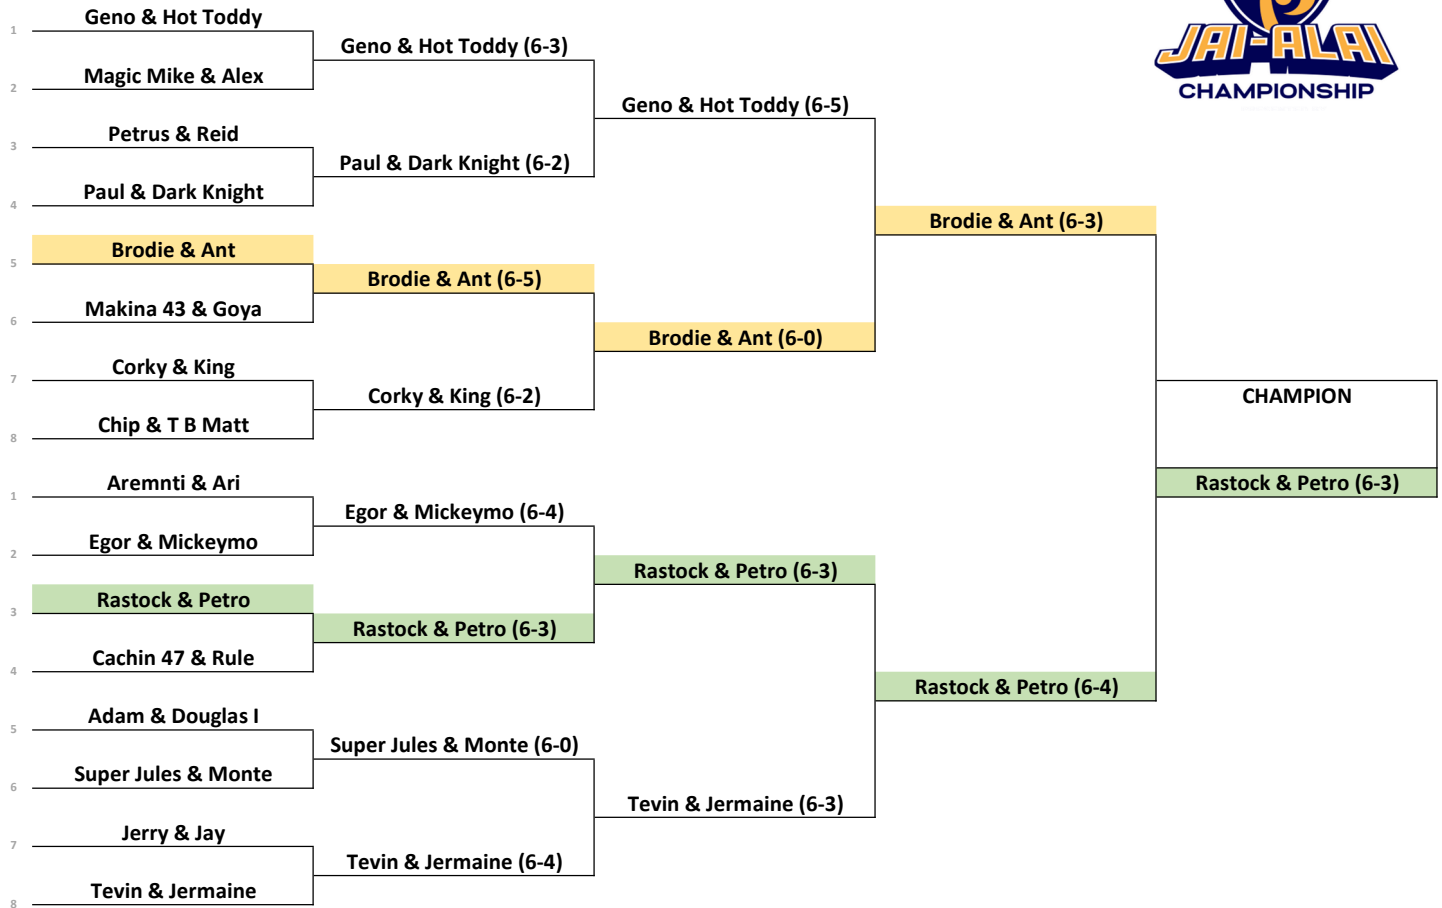 JAI-ALAI
CHAMPIONSHIP
1 Geno & Hot Toddy
Geno & Hot Toddy (6-3)
2 Magic Mike & Alex
Geno & Hot Toddy (6-5)
3 Petrus & Reid
Paul & Dark Knight (6-2)
4 Paul & Dark Knight
Brodie & Ant (6-3)
5 Brodie & Ant
Brodie & Ant (6-5)
6 Makina 43 & Goya
Brodie & Ant (6-0)
7 Corky & King
Corky & King (6-2)
8 Chip & T B Matt
CHAMPION
Rastock & Petro (6-3)
1 Aremnti & Ari
Egor & Mickeymo (6-4)
2 Egor & Mickeymo
Rastock & Petro (6-3)
3 Rastock & Petro
Rastock & Petro (6-3)
4 Cachin 47 & Rule
Rastock & Petro (6-4)
5 Adam & Douglas I
Super Jules & Monte (6-0)
6 Super Jules & Monte
Tevin & Jermaine (6-3)
7 Jerry & Jay
Tevin & Jermaine (6-4)
8 Tevin & Jermaine